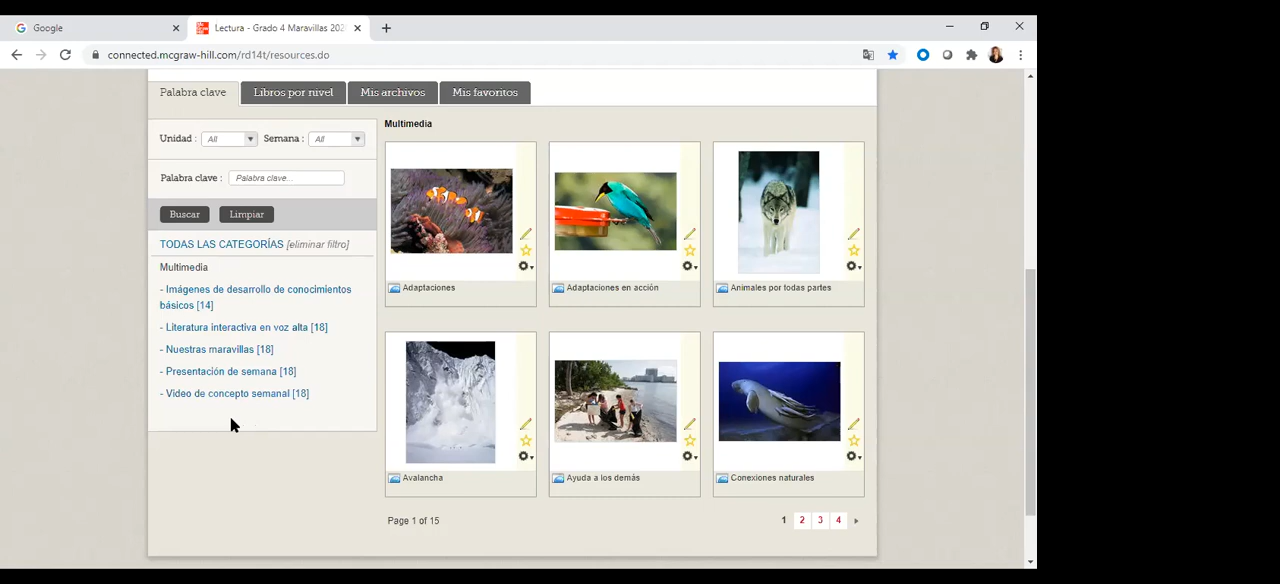 Google
Lectura - Grado 4 Maravillas 202
connected.mcgraw-hill.com/rd14t/resources.do
Palabra clave
Libros por nivel
Mis archivos
Mis favoritos
Unidad : All Semana : All
Palabra clave : Palabra clave...
Buscar Limpiar
TODAS LAS CATEGORÍAS [eliminar filtro]
Multimedia
- Imágenes de desarrollo de conocimientos
básicos [14]
- Literatura interactiva en voz alta [18]
- Nuestras maravillas [18]
- Presentación de semana [18]
- Video de concepto semanal [18]
Multimedia
Adaptaciones
Adaptaciones en acción
Animales por todas partes
Avalancha
Ayuda a los demás
Conexiones naturales
Page 1 of 15
1 2 3 4